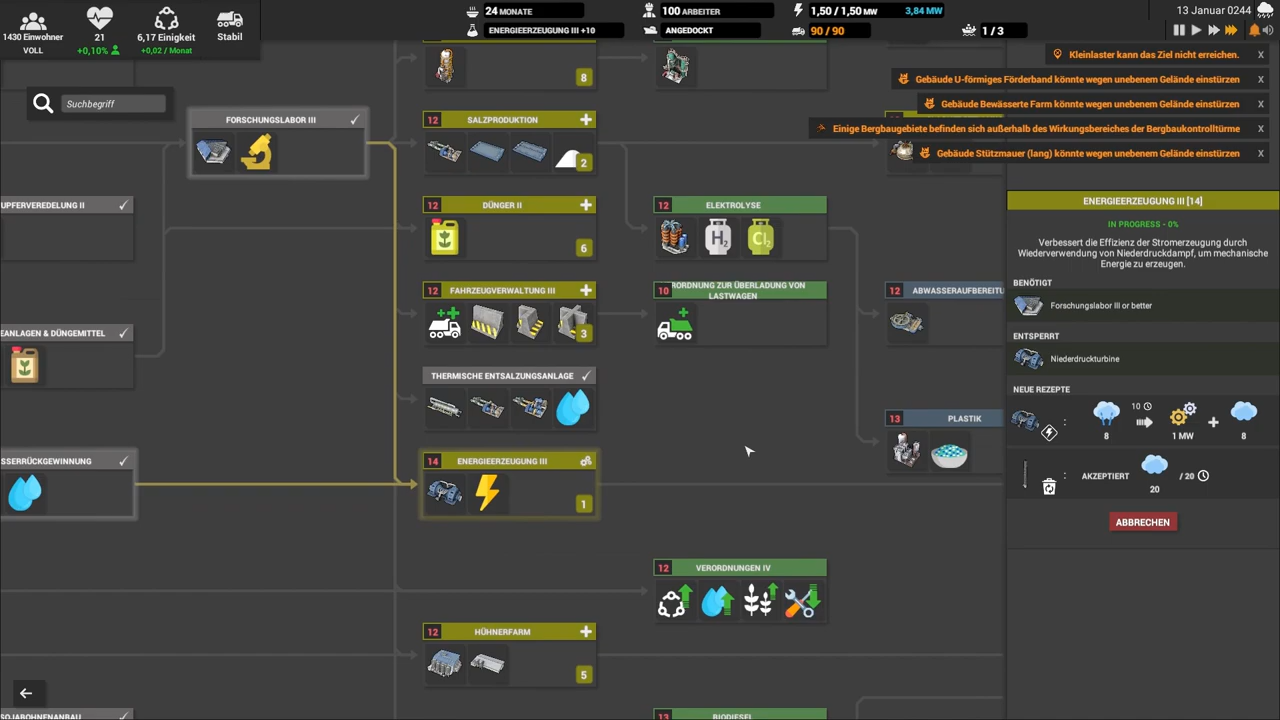 1430 Einwohner
VOLL
21
+0,10%
6,17 Einigkeit
+0,02 / Monat
Stabil
24 MONATE
ENERGIEERZEUGUNG III +10
100 ARBEITER
ANGEDOCKT
1,50 / 1,50 MW
3,84 MW
90 / 90
1 / 3
13 Januar 0244
Kleinlaster kann das Ziel nicht erreichen. X
Gebäude U-förmiges Förderband könnte wegen unebenem Gelände einstürzen X
Gebäude Bewässerte Farm könnte wegen unebenem Gelände einstürzen X
Einige Bergbaugebiete befinden sich außerhalb des Wirkungsbereiches der Bergbaukontrolltürme X
Gebäude Stützmauer (lang) könnte wegen unebenem Gelände einstürzen X
Suchbegriff
FORSCHUNGSLABOR III
8
12 SALZPRODUKTION
2
UPFERVEREDELUNG II
12 DÜNGER II
6
12 ELEKTROLYSE
H2
Cl2
12 FAHRZEUGVERWALTUNG III
3
10 RORDNUNG ZUR ÜBERLADUNG VON
LASTWAGEN
12 ABWASSERAUFBEREITU
EANLAGEN & DÜNGEMITTEL
THERMISCHE ENTSALZUNGSANLAGE
13 PLASTIK
SSERRÜCKGEWINNUNG
14 ENERGIEERZEUGUNG III
1
12 VERORDNUNGEN IV
12 HÜHNERFARM
5
SOJABOHNENANBAU
13 BIODIESEL
ENERGIEERZEUGUNG III [14]
IN PROGRESS - 0%
Verbessert die Effizienz der Stromerzeugung durch
Wiederverwendung von Niederdruckdampf, um mechanische
Energie zu erzeugen.
BENÖTIGT
Forschungslabor III or better
ENTSPERRT
Niederdruckturbine
NEUE REZEPTE
: 8 10 1 MW + 8
: AKZEPTIERT 20 / 20
ABBRECHEN